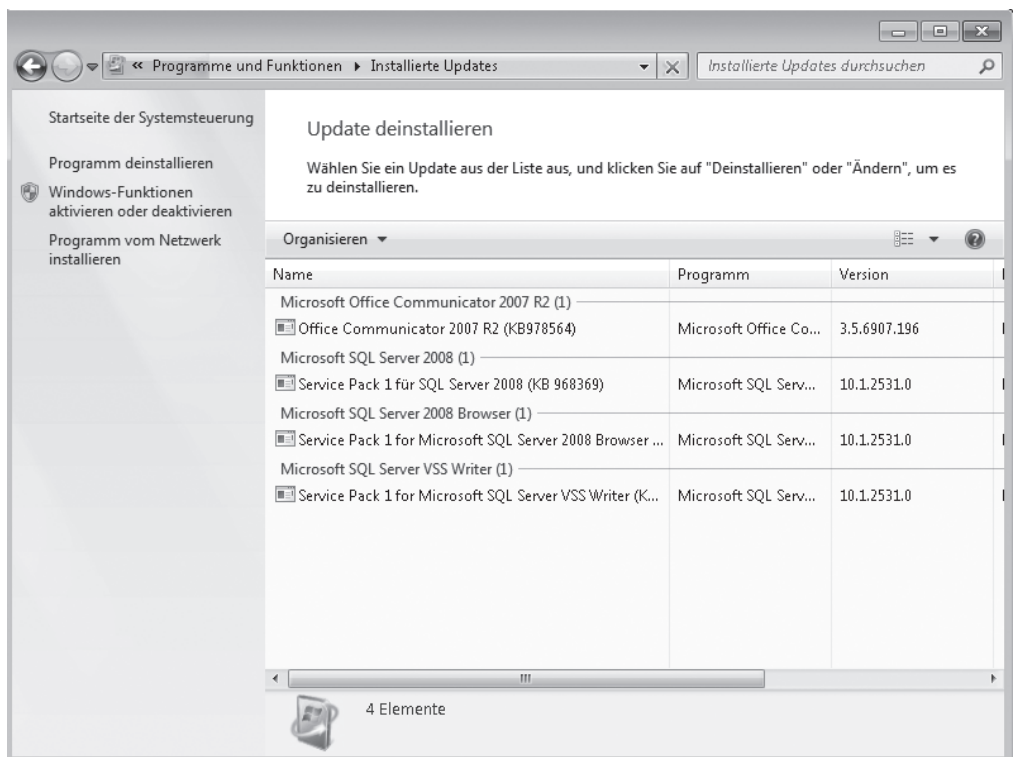 « Programme und Funktionen ▸ Installierte Updates
Installierte Updates durchsuchen
Startseite der Systemsteuerung
Programm deinstallieren
Windows-Funktionen
aktivieren oder deaktivieren
Programm vom Netzwerk
installieren
Update deinstallieren
Wählen Sie ein Update aus der Liste aus, und klicken Sie auf "Deinstallieren" oder "Ändern", um es
zu deinstallieren.
Organisieren
Name Programm Version
Microsoft Office Communicator 2007 R2 (1)
Office Communicator 2007 R2 (KB978564) Microsoft Office Co... 3.5.6907.196
Microsoft SQL Server 2008 (1)
Service Pack 1 für SQL Server 2008 (KB 968369) Microsoft SQL Serv... 10.1.2531.0
Microsoft SQL Server 2008 Browser (1)
Service Pack 1 for Microsoft SQL Server 2008 Browser ... Microsoft SQL Serv... 10.1.2531.0
Microsoft SQL Server VSS Writer (1)
Service Pack 1 for Microsoft SQL Server VSS Writer (K... Microsoft SQL Serv... 10.1.2531.0
4 Elemente